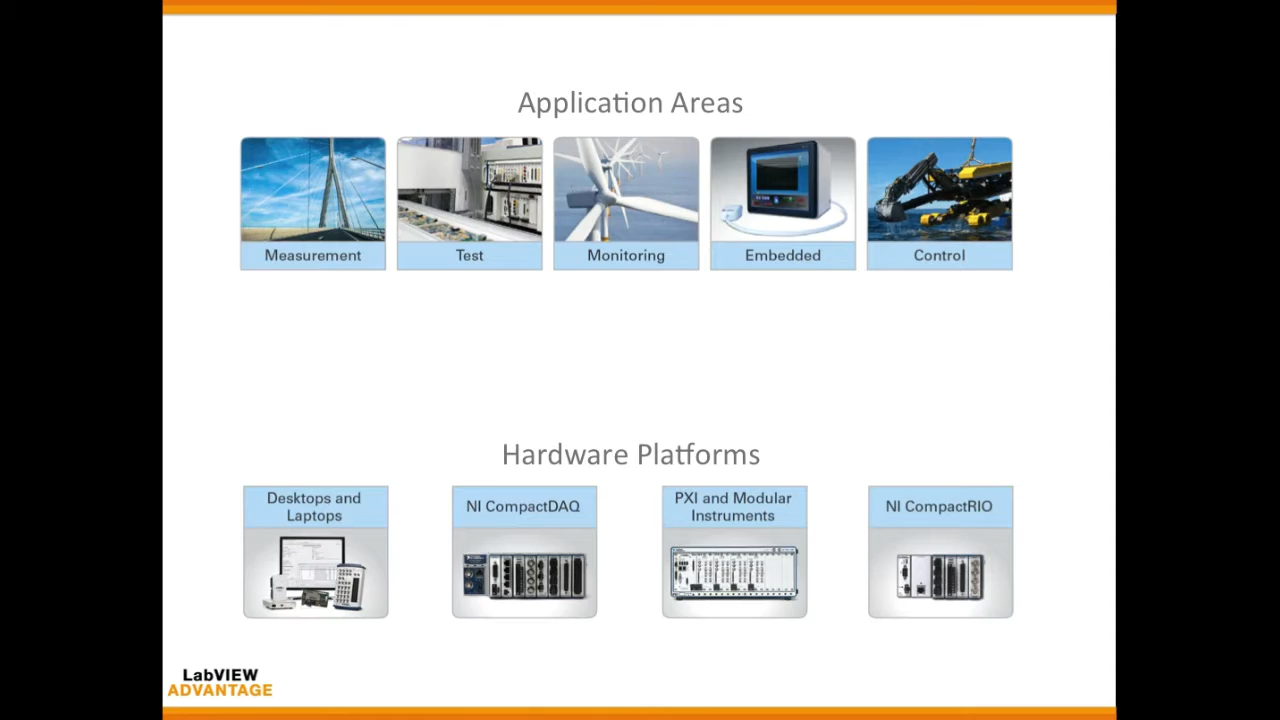 Application Areas
Measurement
Test
Monitoring
Embedded
Control
Hardware Platforms
Desktops and
Laptops
NI CompactDAQ
PXI and Modular
Instruments
NI CompactRIO
LabVIEW
ADVANTAGE